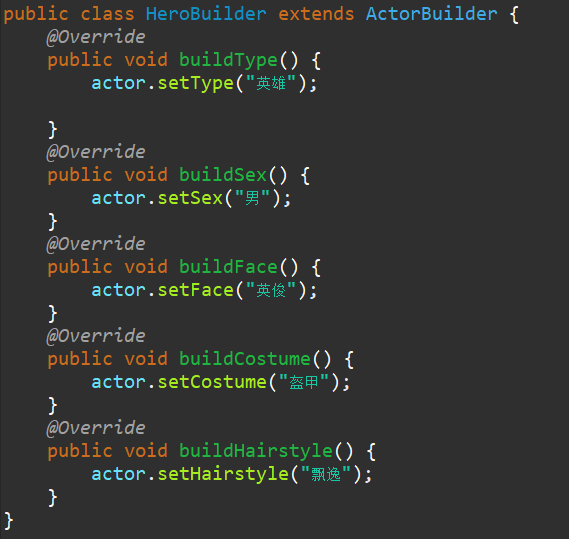 public class HeroBuilder extends ActorBuilder {
    @Override
    public void buildType() {
        actor.setType("英雄");

    }
    @Override
    public void buildSex() {
        actor.setSex("男");
    }
    @Override
    public void buildFace() {
        actor.setFace("英俊");
    }
    @Override
    public void buildCostume() {
        actor.setCostume("盔甲");
    }
    @Override
    public void buildHairstyle() {
        actor.setHairstyle("飘逸");
    }
}